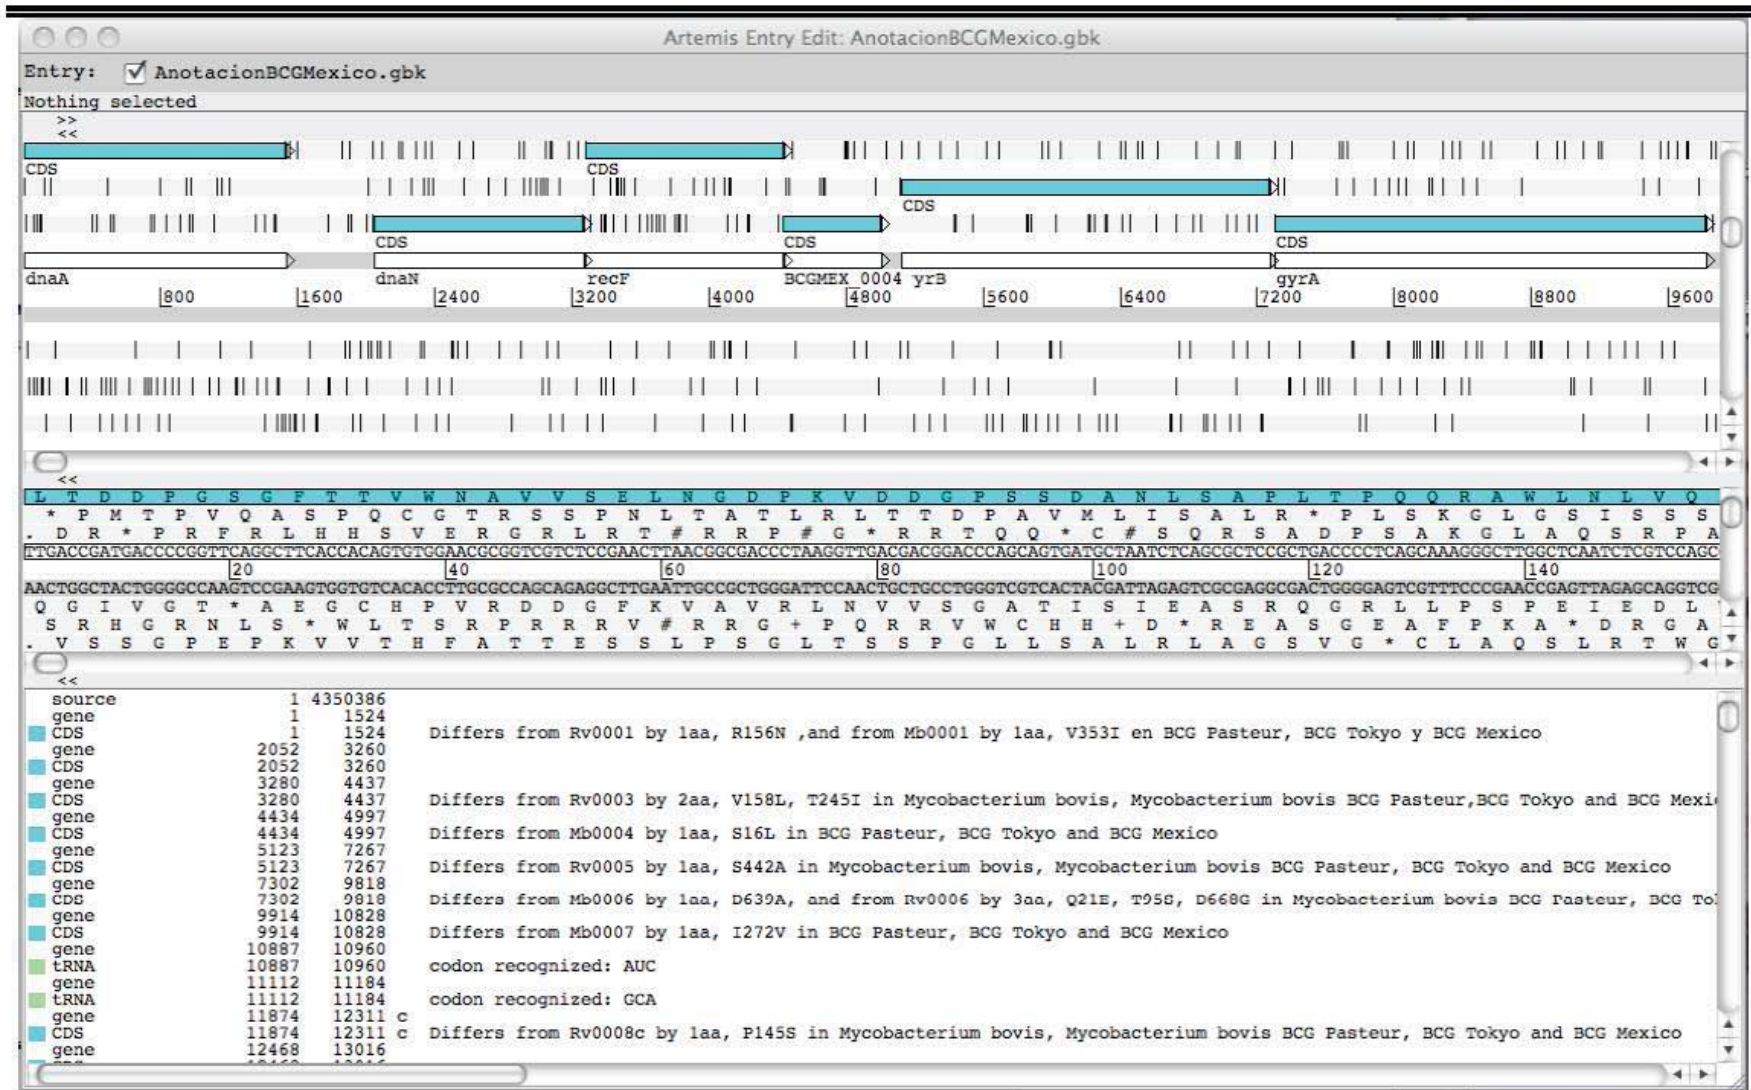 Artemis Entry Edit: AnotacionBCGMexico.gbk
Entry: AnotacionBCGMexico.gbk
Nothing selected
>>
<<
CDS CDS
CDS
CDS CDS CDS
dnaA dnaN recF BCGMEX_0004 yrB gyrA
800 1600 2400 3200 4000 4800 5600 6400 7200 8000 8800 9600
<<
L T D D P G S G F T T V W N A V V S E L N G D P K V D D G P S S D A N L S A P L T P Q Q R A W L N L V Q
* P M T P V Q A S P Q C G T R S S P N L T A T L R L T T D P A V M L I S A L R * P L S K G L G S I S S S
. D R * P R F R L H H S V E R G R L R T # R R P # G * R R T Q Q * C # S Q R S A D P S A K G L A Q S R P A
TTGACCGATGACCCCGGTTCAGGCTTCACCACAGTGTGGAACGCGGTCGTCTCCGAACTTAACGGCGACCCTAAGGTTGACGACGGACCCAGCAGTGATGCTAATCTCAGCGCTCCGCTGACCCCTCAGCAAAGGGCTTGGCTCAATCTCGTCCAGC
20 40 60 80 100 120 140
AACTGGCTACTGGGGCCAAGTCCGAAGTGGTGTCACACCTTGCGCCAGCAGAGGCTTGAATTGCCGCTGGGATTCCAACTGCTGCCTGGGTCGTCACTACGATTAGAGTCGCGAGGCGACTGGGGAGTCGTTTCCCGAACCGAGTTAGAGCAGGTCG
Q G I V G T * A E G C H P V R D D G F K V A V R L N V V S G A T I S I E A S R Q G R L L P S P E I E D L
S R H G R N L S * W L T S R P R R R V # R R G + P Q R R V W C H H + D * R E A S G E A F P K A * D R G A
. V S S G P E P K V V T H F A T T E S S L P S G L T S S P G L L S A L R L A G S V G * C L A Q S L R T W G
<<
source 1 4350386
gene 1 1524
CDS 1 1524 Differs from Rv0001 by 1aa, R156N ,and from Mb0001 by 1aa, V353I en BCG Pasteur, BCG Tokyo y BCG Mexico
gene 2052 3260
CDS 2052 3260
gene 3280 4437
CDS 3280 4437 Differs from Rv0003 by 2aa, V158L, T245I in Mycobacterium bovis, Mycobacterium bovis BCG Pasteur,BCG Tokyo and BCG Mexi
gene 4434 4997
CDS 4434 4997 Differs from Mb0004 by 1aa, S16L in BCG Pasteur, BCG Tokyo and BCG Mexico
gene 5123 7267
CDS 5123 7267 Differs from Rv0005 by 1aa, S442A in Mycobacterium bovis, Mycobacterium bovis BCG Pasteur, BCG Tokyo and BCG Mexico
gene 7302 9818
CDS 7302 9818 Differs from Mb0006 by 1aa, D639A, and from Rv0006 by 3aa, Q21E, T95S, D668G in Mycobacterium bovis BCG Pasteur, BCG To
gene 9914 10828
CDS 9914 10828 Differs from Mb0007 by 1aa, I272V in BCG Pasteur, BCG Tokyo and BCG Mexico
gene 10887 10960
tRNA 10887 10960 codon recognized: AUC
gene 11112 11184
tRNA 11112 11184 codon recognized: GCA
gene 11874 12311 c
CDS 11874 12311 c Differs from Rv0008c by 1aa, P145S in Mycobacterium bovis, Mycobacterium bovis BCG Pasteur, BCG Tokyo and BCG Mexico
gene 12468 13016